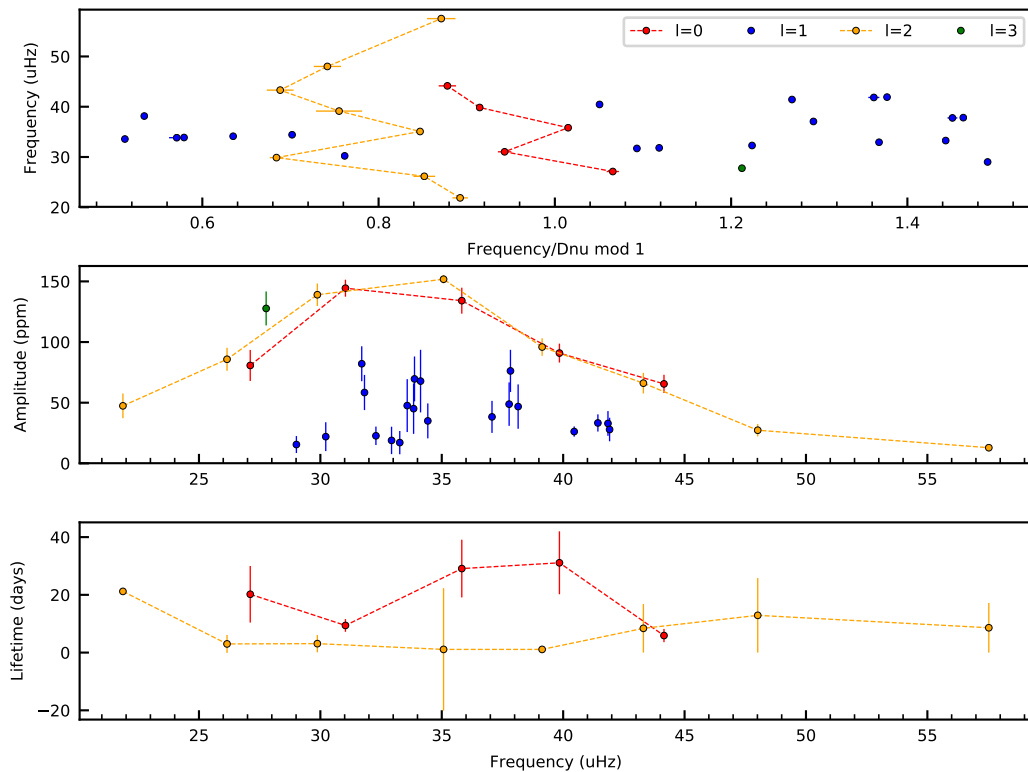 l=0 l=1 l=2 l=3
Frequency (uHz)
50
40
30
20
0.6 0.8 1.0 1.2 1.4
Frequency/Dnu mod 1
Amplitude (ppm)
150
100
50
0
25 30 35 40 45 50 55
Lifetime (days)
40
20
0
−20
25 30 35 40 45 50 55
Frequency (uHz)